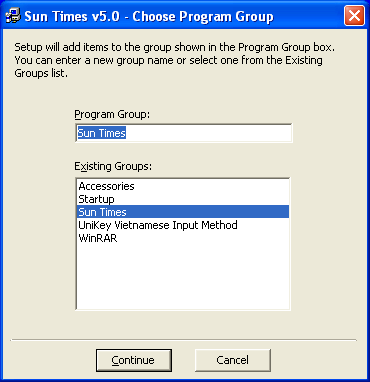 Sun Times v5.0 - Choose Program Group
Setup will add items to the group shown in the Program Group box.
You can enter a new group name or select one from the Existing
Groups list.
Program Group:
Sun Times
Existing Groups:
Accessories
Startup
Sun Times
UniKey Vietnamese Input Method
WinRAR
Continue
Cancel